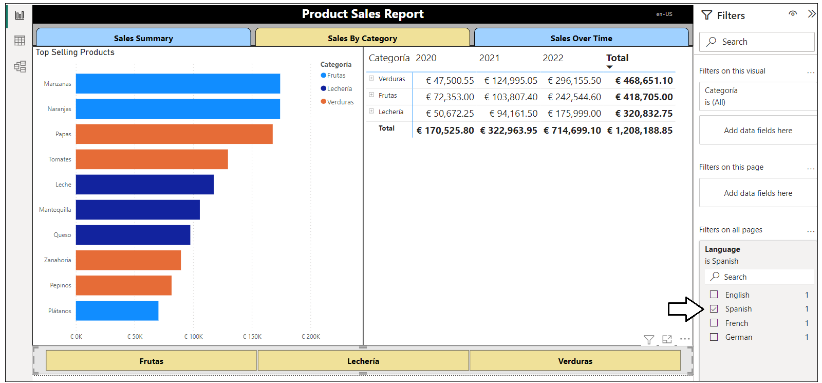 Product Sales Report
en-US
Sales Summary
Sales By Category
Sales Over Time
Top Selling Products
Categoría
Frutas
Lechería
Verduras
Manzanas
Naranjas
Papas
Tomates
Leche
Mantequilla
Queso
Zanahoria
Pepinos
Plátanos
€ 0K € 50K € 100K € 150K € 200K
Categoría 2020 2021 2022 Total
Verduras € 47,500.55 € 124,995.05 € 296,155.50 € 468,651.10
Frutas € 72,353.00 € 103,807.40 € 242,544.60 € 418,705.00
Lechería € 50,672.25 € 94,161.50 € 175,999.00 € 320,832.75
Total € 170,525.80 € 322,963.95 € 714,699.10 € 1,208,188.85
Frutas
Lechería
Verduras
Filters
Search
Filters on this visual
Categoría
is (All)
Add data fields here
Filters on this page
Add data fields here
Filters on all pages
Language
is Spanish
Search
English 1
Spanish 1
French 1
German 1